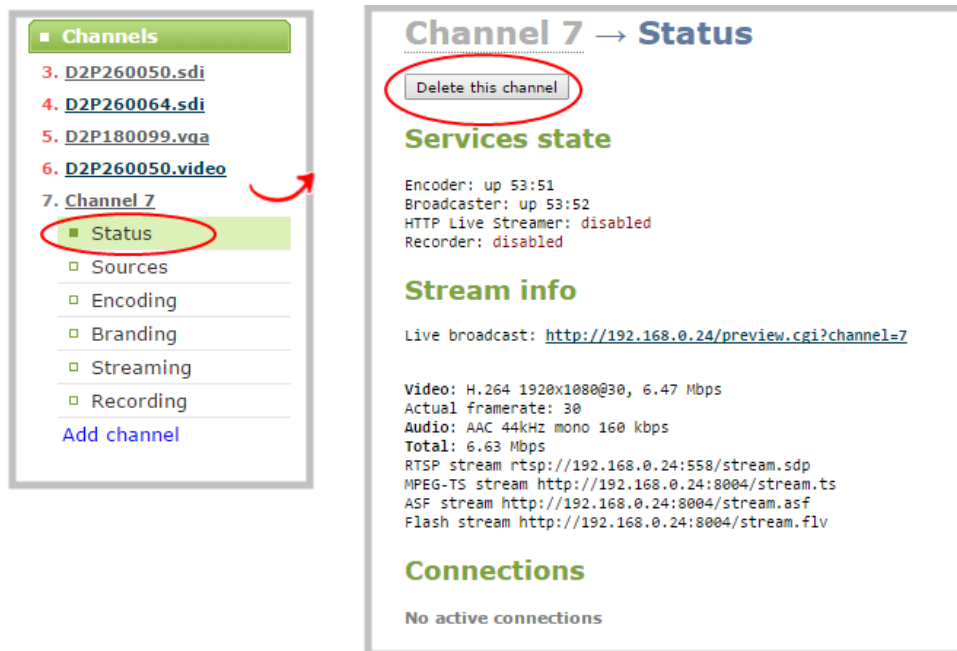 Channels
3. D2P260050.sdi
4. D2P260064.sdi
5. D2P180099.vga
6. D2P260050.video
7. Channel 7
Status
Sources
Encoding
Branding
Streaming
Recording
Add channel
Channel 7 → Status
Delete this channel
Services state
Encoder: up 53:51
Broadcaster: up 53:52
HTTP Live Streamer: disabled
Recorder: disabled
Stream info
Live broadcast: http://192.168.0.24/preview.cgi?channel=7
Video: H.264 1920x1080@30, 6.47 Mbps
Actual framerate: 30
Audio: AAC 44kHz mono 160 kbps
Total: 6.63 Mbps
RTSP stream rtsp://192.168.0.24:558/stream.sdp
MPEG-TS stream http://192.168.0.24:8004/stream.ts
ASF stream http://192.168.0.24:8004/stream.asf
Flash stream http://192.168.0.24:8004/stream.flv
Connections
No active connections